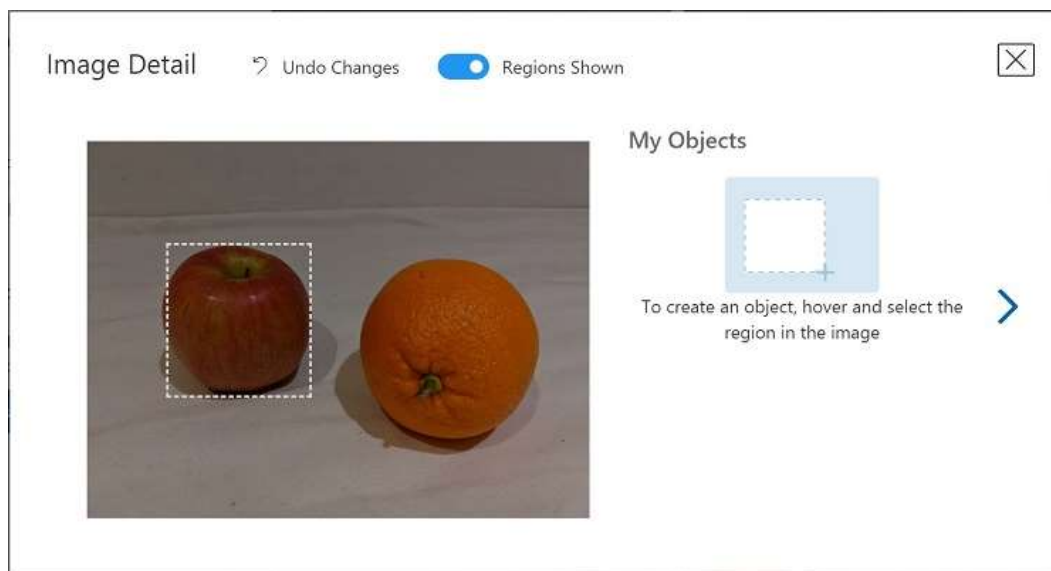 Image Detail
Undo Changes
Regions Shown
My Objects
To create an object, hover and select the
region in the image